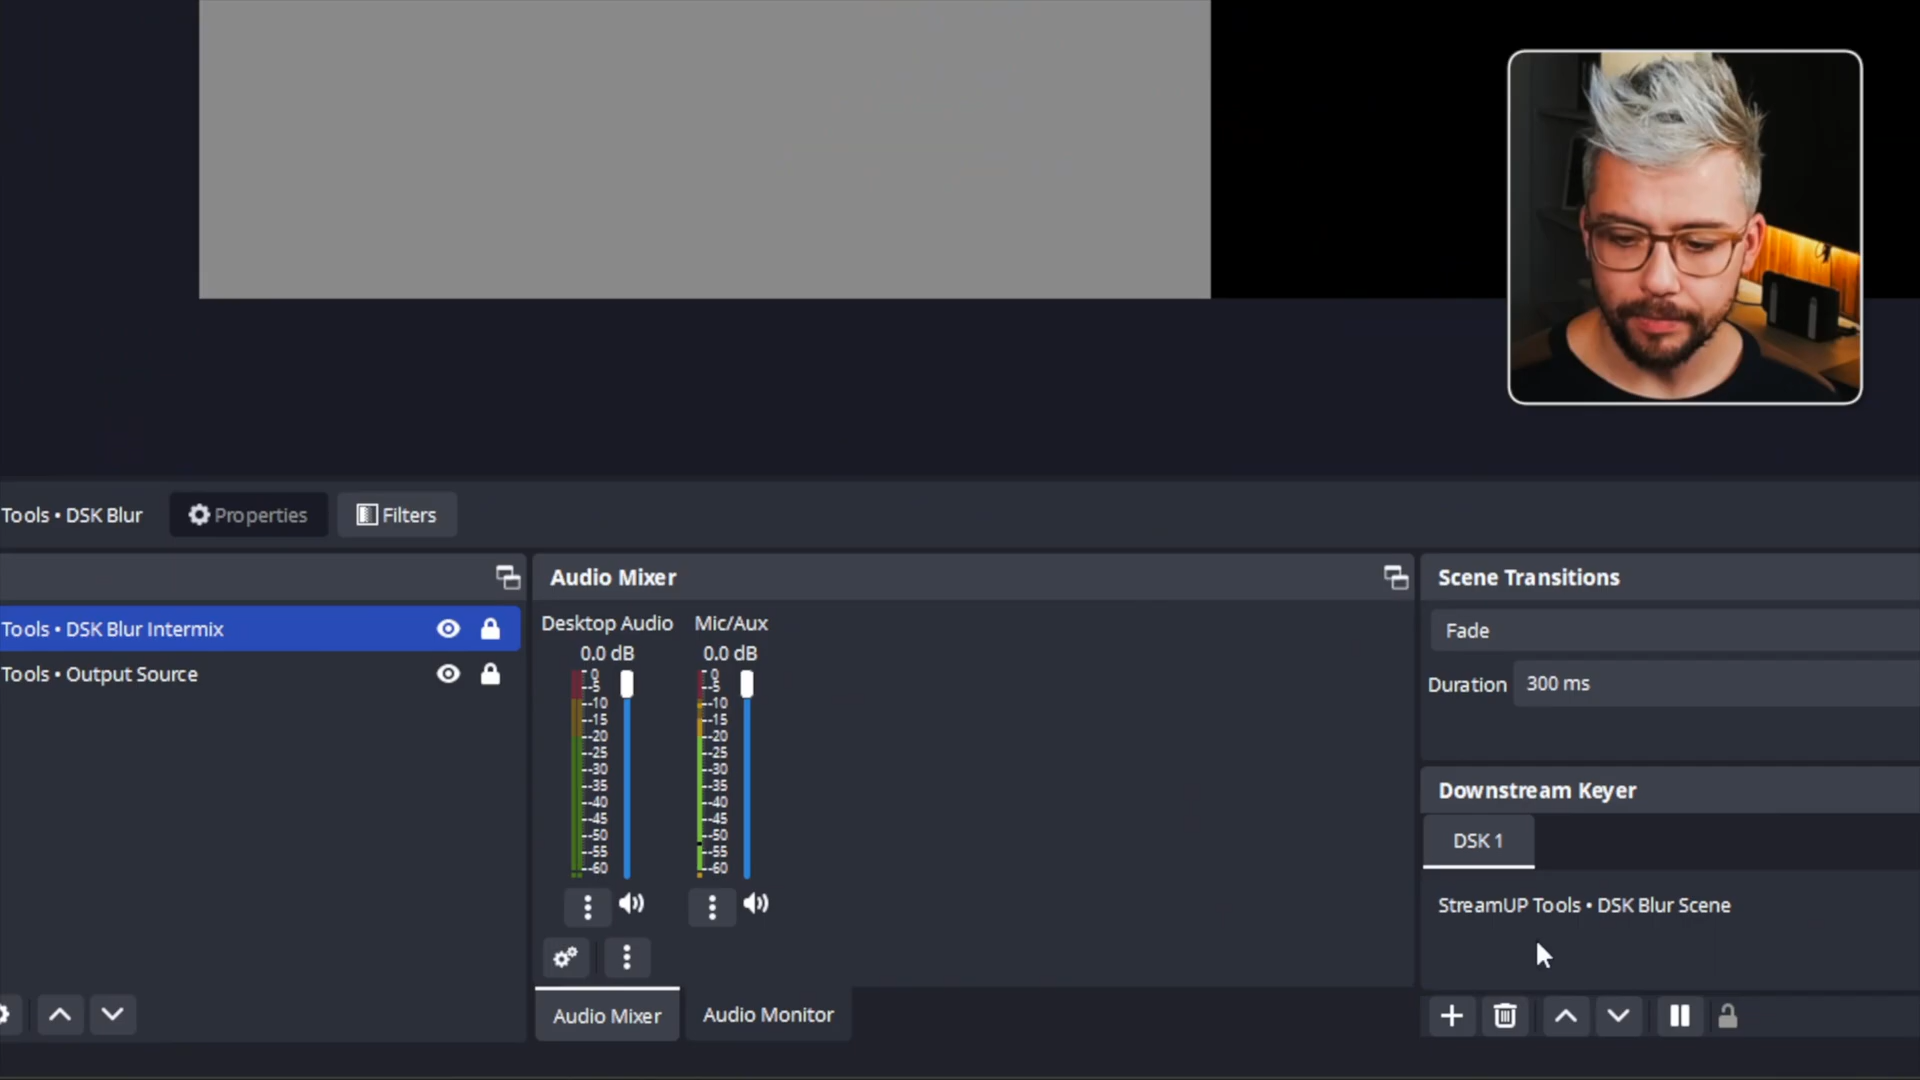 Tools • DSK Blur
Properties
Filters
Tools • DSK Blur Intermix
Tools • Output Source
Audio Mixer
Desktop Audio
0.0 dB
0
-5
-10
-15
-20
-25
-30
-35
-40
-45
-50
-55
-60
Mic/Aux
0.0 dB
0
-5
-10
-15
-20
-25
-30
-35
-40
-45
-50
-55
-60
Audio Mixer
Audio Monitor
Scene Transitions
Fade
Duration
300 ms
Downstream Keyer
DSK 1
StreamUP Tools • DSK Blur Scene